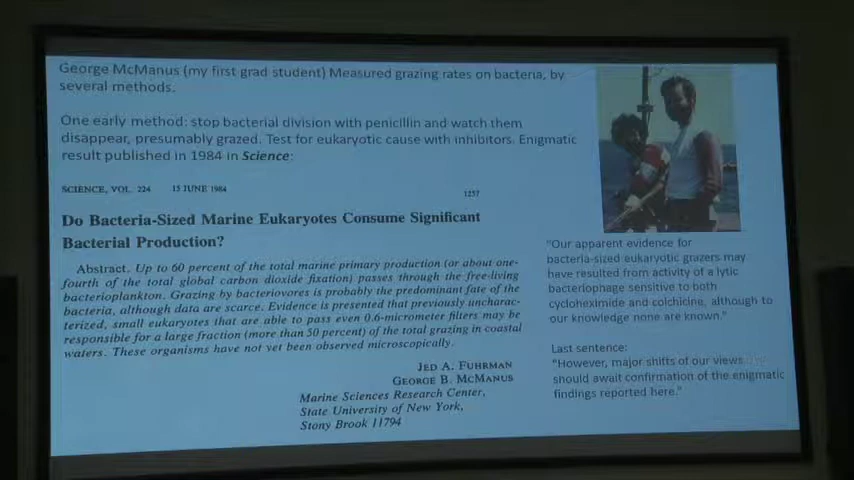 George McManus (my first grad student) Measured grazing rates on bacteria, by
several methods.
One early method: stop bacterial division with penicillin and watch them
disappear, presumably grazed. Test for eukaryotic cause with inhibitors. Enigmatic
result published in 1984 in Science:
SCIENCE, VOL. 224 15 JUNE 1984
1257
Do Bacteria-Sized Marine Eukaryotes Consume Significant
Bacterial Production?
Abstract. Up to 60 percent of the total marine primary production (or about one-
fourth of the total global carbon dioxide fixation) passes through the free-living
bacterioplankton. Grazing by bacteriovores is probably the predominant fate of the
bacteria, although data are scarce. Evidence is presented that previously uncharac-
terized, small eukaryotes that are able to pass even 0.6-micrometer filters may be
responsible for a large fraction (more than 50 percent) of the total grazing in coastal
waters. These organisms have not yet been observed microscopically.
JED A. FUHRMAN
GEORGE B. MCMANUS
Marine Sciences Research Center,
State University of New York,
Stony Brook 11794
"Our apparent evidence for
bacteria-sized eukaryotic grazers may
have resulted from activity of a lytic
bacteriophage sensitive to both
cycloheximide and colchicine, although to
our knowledge none are known."
Last sentence:
"However, major shifts of our views
should await confirmation of the enigmatic
findings reported here."